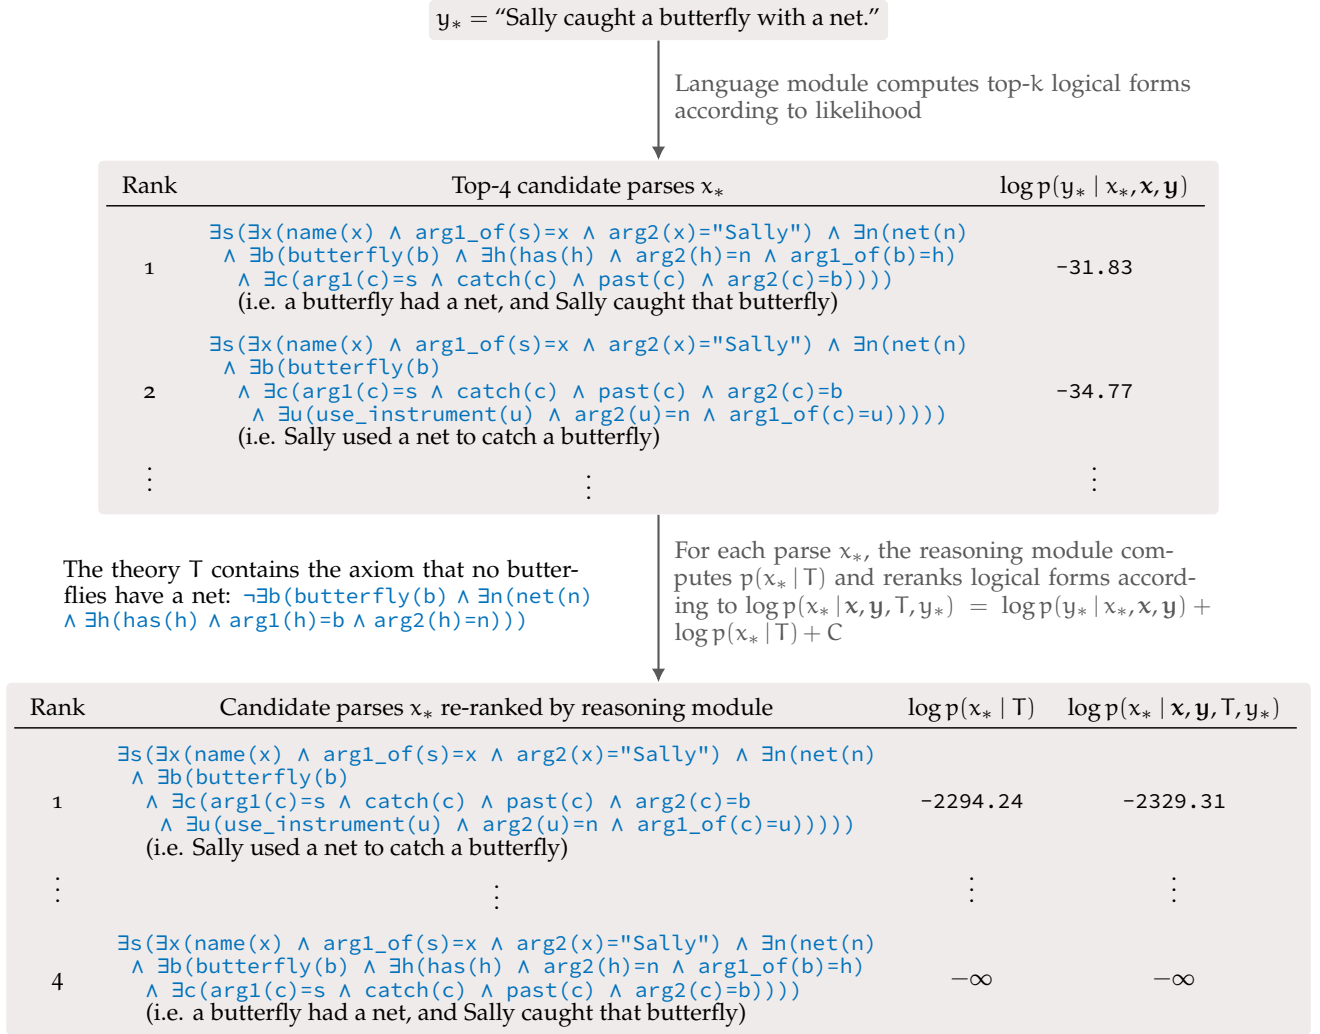 y∗ = “Sally caught a butterfly with a net.”
Language module computes top-k logical forms
according to likelihood
Rank Top-4 candidate parses x∗ log p(y∗ | x∗, x, y)
∃s(∃x(name(x) ∧ arg1_of(s)=x ∧ arg2(x)="Sally") ∧ ∃n(net(n)
∧ ∃b(butterfly(b) ∧ ∃h(has(h) ∧ arg2(h)=n ∧ arg1_of(b)=h)
1 -31.83
∧ ∃c(arg1(c)=s ∧ catch(c) ∧ past(c) ∧ arg2(c)=b))))
(i.e. a butterfly had a net, and Sally caught that butterfly)
∃s(∃x(name(x) ∧ arg1_of(s)=x ∧ arg2(x)="Sally") ∧ ∃n(net(n)
∧ ∃b(butterfly(b)
2 ∧ ∃c(arg1(c)=s ∧ catch(c) ∧ past(c) ∧ arg2(c)=b -34.77
∧ ∃u(use_instrument(u) ∧ arg2(u)=n ∧ arg1_of(c)=u)))))
(i.e. Sally used a net to catch a butterfly)
⋮ ⋮ ⋮
The theory T contains the axiom that no butter-
flies have a net: ¬∃b(butterfly(b) ∧ ∃n(net(n)
∧ ∃h(has(h) ∧ arg1(h)=b ∧ arg2(h)=n)))
For each parse x∗, the reasoning module com-
putes p(x∗ | T) and reranks logical forms accord-
ing to log p(x∗ | x, y, T, y∗) = log p(y∗ | x∗, x, y) +
log p(x∗ | T) + C
Rank Candidate parses x∗ re-ranked by reasoning module log p(x∗ | T) log p(x∗ | x, y, T, y∗)
∃s(∃x(name(x) ∧ arg1_of(s)=x ∧ arg2(x)="Sally") ∧ ∃n(net(n)
∧ ∃b(butterfly(b)
1 ∧ ∃c(arg1(c)=s ∧ catch(c) ∧ past(c) ∧ arg2(c)=b -2294.24 -2329.31
∧ ∃u(use_instrument(u) ∧ arg2(u)=n ∧ arg1_of(c)=u)))))
(i.e. Sally used a net to catch a butterfly)
⋮ ⋮ ⋮ ⋮
∃s(∃x(name(x) ∧ arg1_of(s)=x ∧ arg2(x)="Sally") ∧ ∃n(net(n)
∧ ∃b(butterfly(b) ∧ ∃h(has(h) ∧ arg2(h)=n ∧ arg1_of(b)=h)
4 −∞ −∞
∧ ∃c(arg1(c)=s ∧ catch(c) ∧ past(c) ∧ arg2(c)=b))))
(i.e. a butterfly had a net, and Sally caught that butterfly)